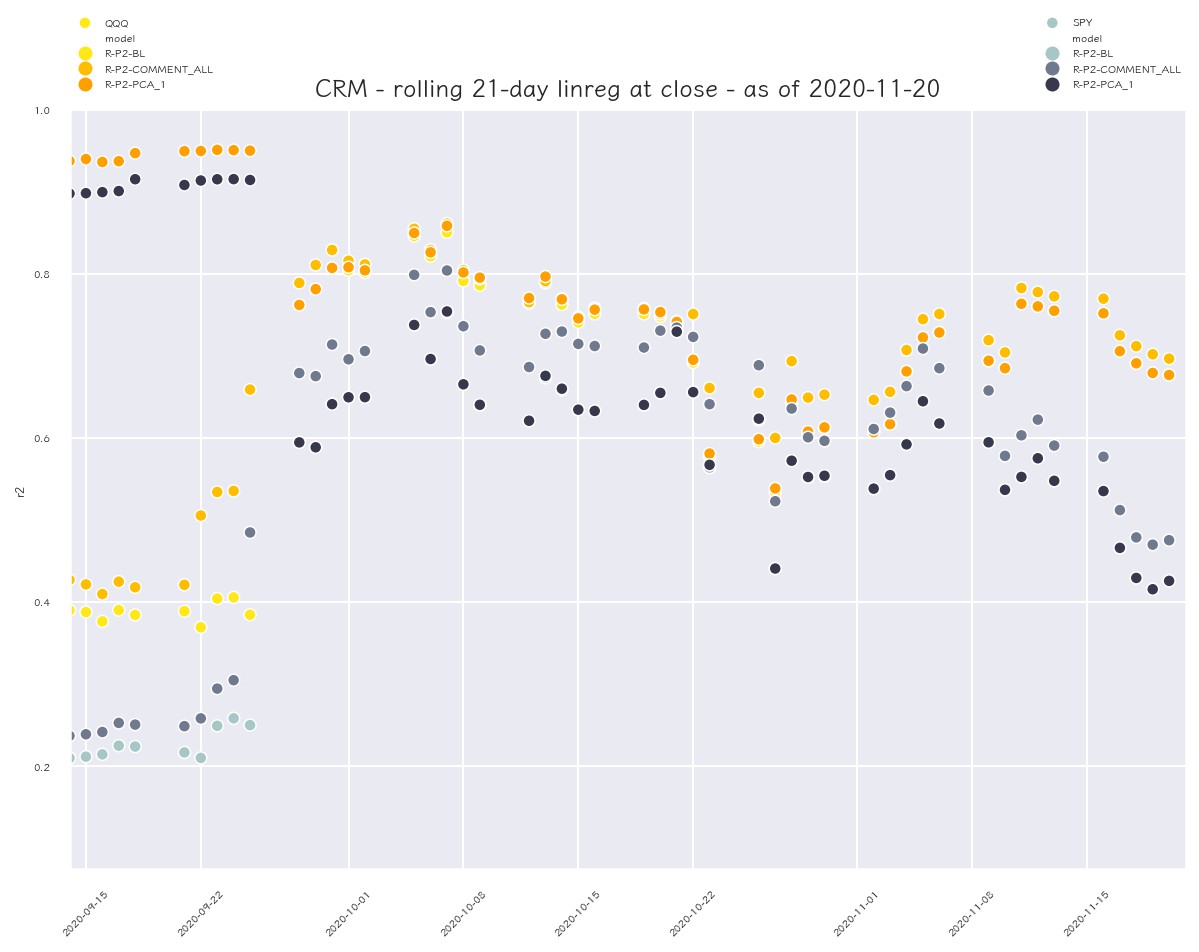 QQQ
model
R-P2-BL
R-P2-COMMENT_ALL
R-P2-PCA_1
SPY
model
R-P2-BL
R-P2-COMMENT_ALL
R-P2-PCA_1
CRM - rolling 21-day linreg at close - as of 2020-11-20
1.0
0.8
0.6
0.4
0.2
r2
2020-09-15
2020-09-22
2020-10-01
2020-10-08
2020-10-15
2020-10-22
2020-11-01
2020-11-08
2020-11-15